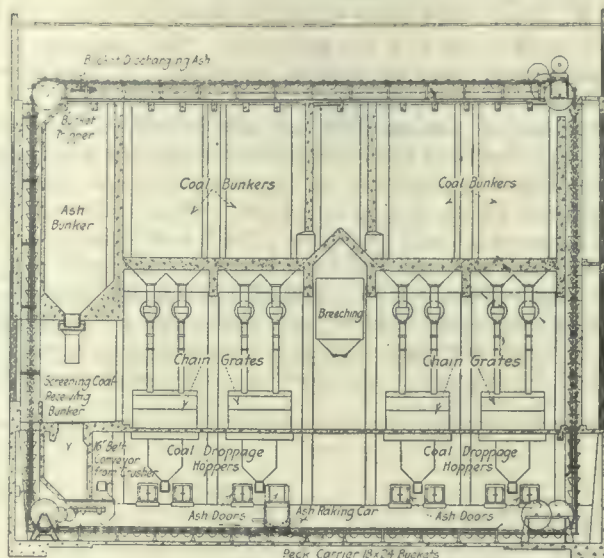 Bucket Discharging Ash
Bucket
Tripper
Coal Bunkers
Coal Bunkers
Ash
Bunker
Breeching
Chain Grates
Chain Grates
Screening Coal
Receiving
Bunker
16" Belt
Conveyor
from Crusher
Coal Droppage
Hoppers
Coal Droppage
Hoppers
Ash Doors
Ash Raking Car
Ash Doors
Peck Carrier 18x24 Buckets